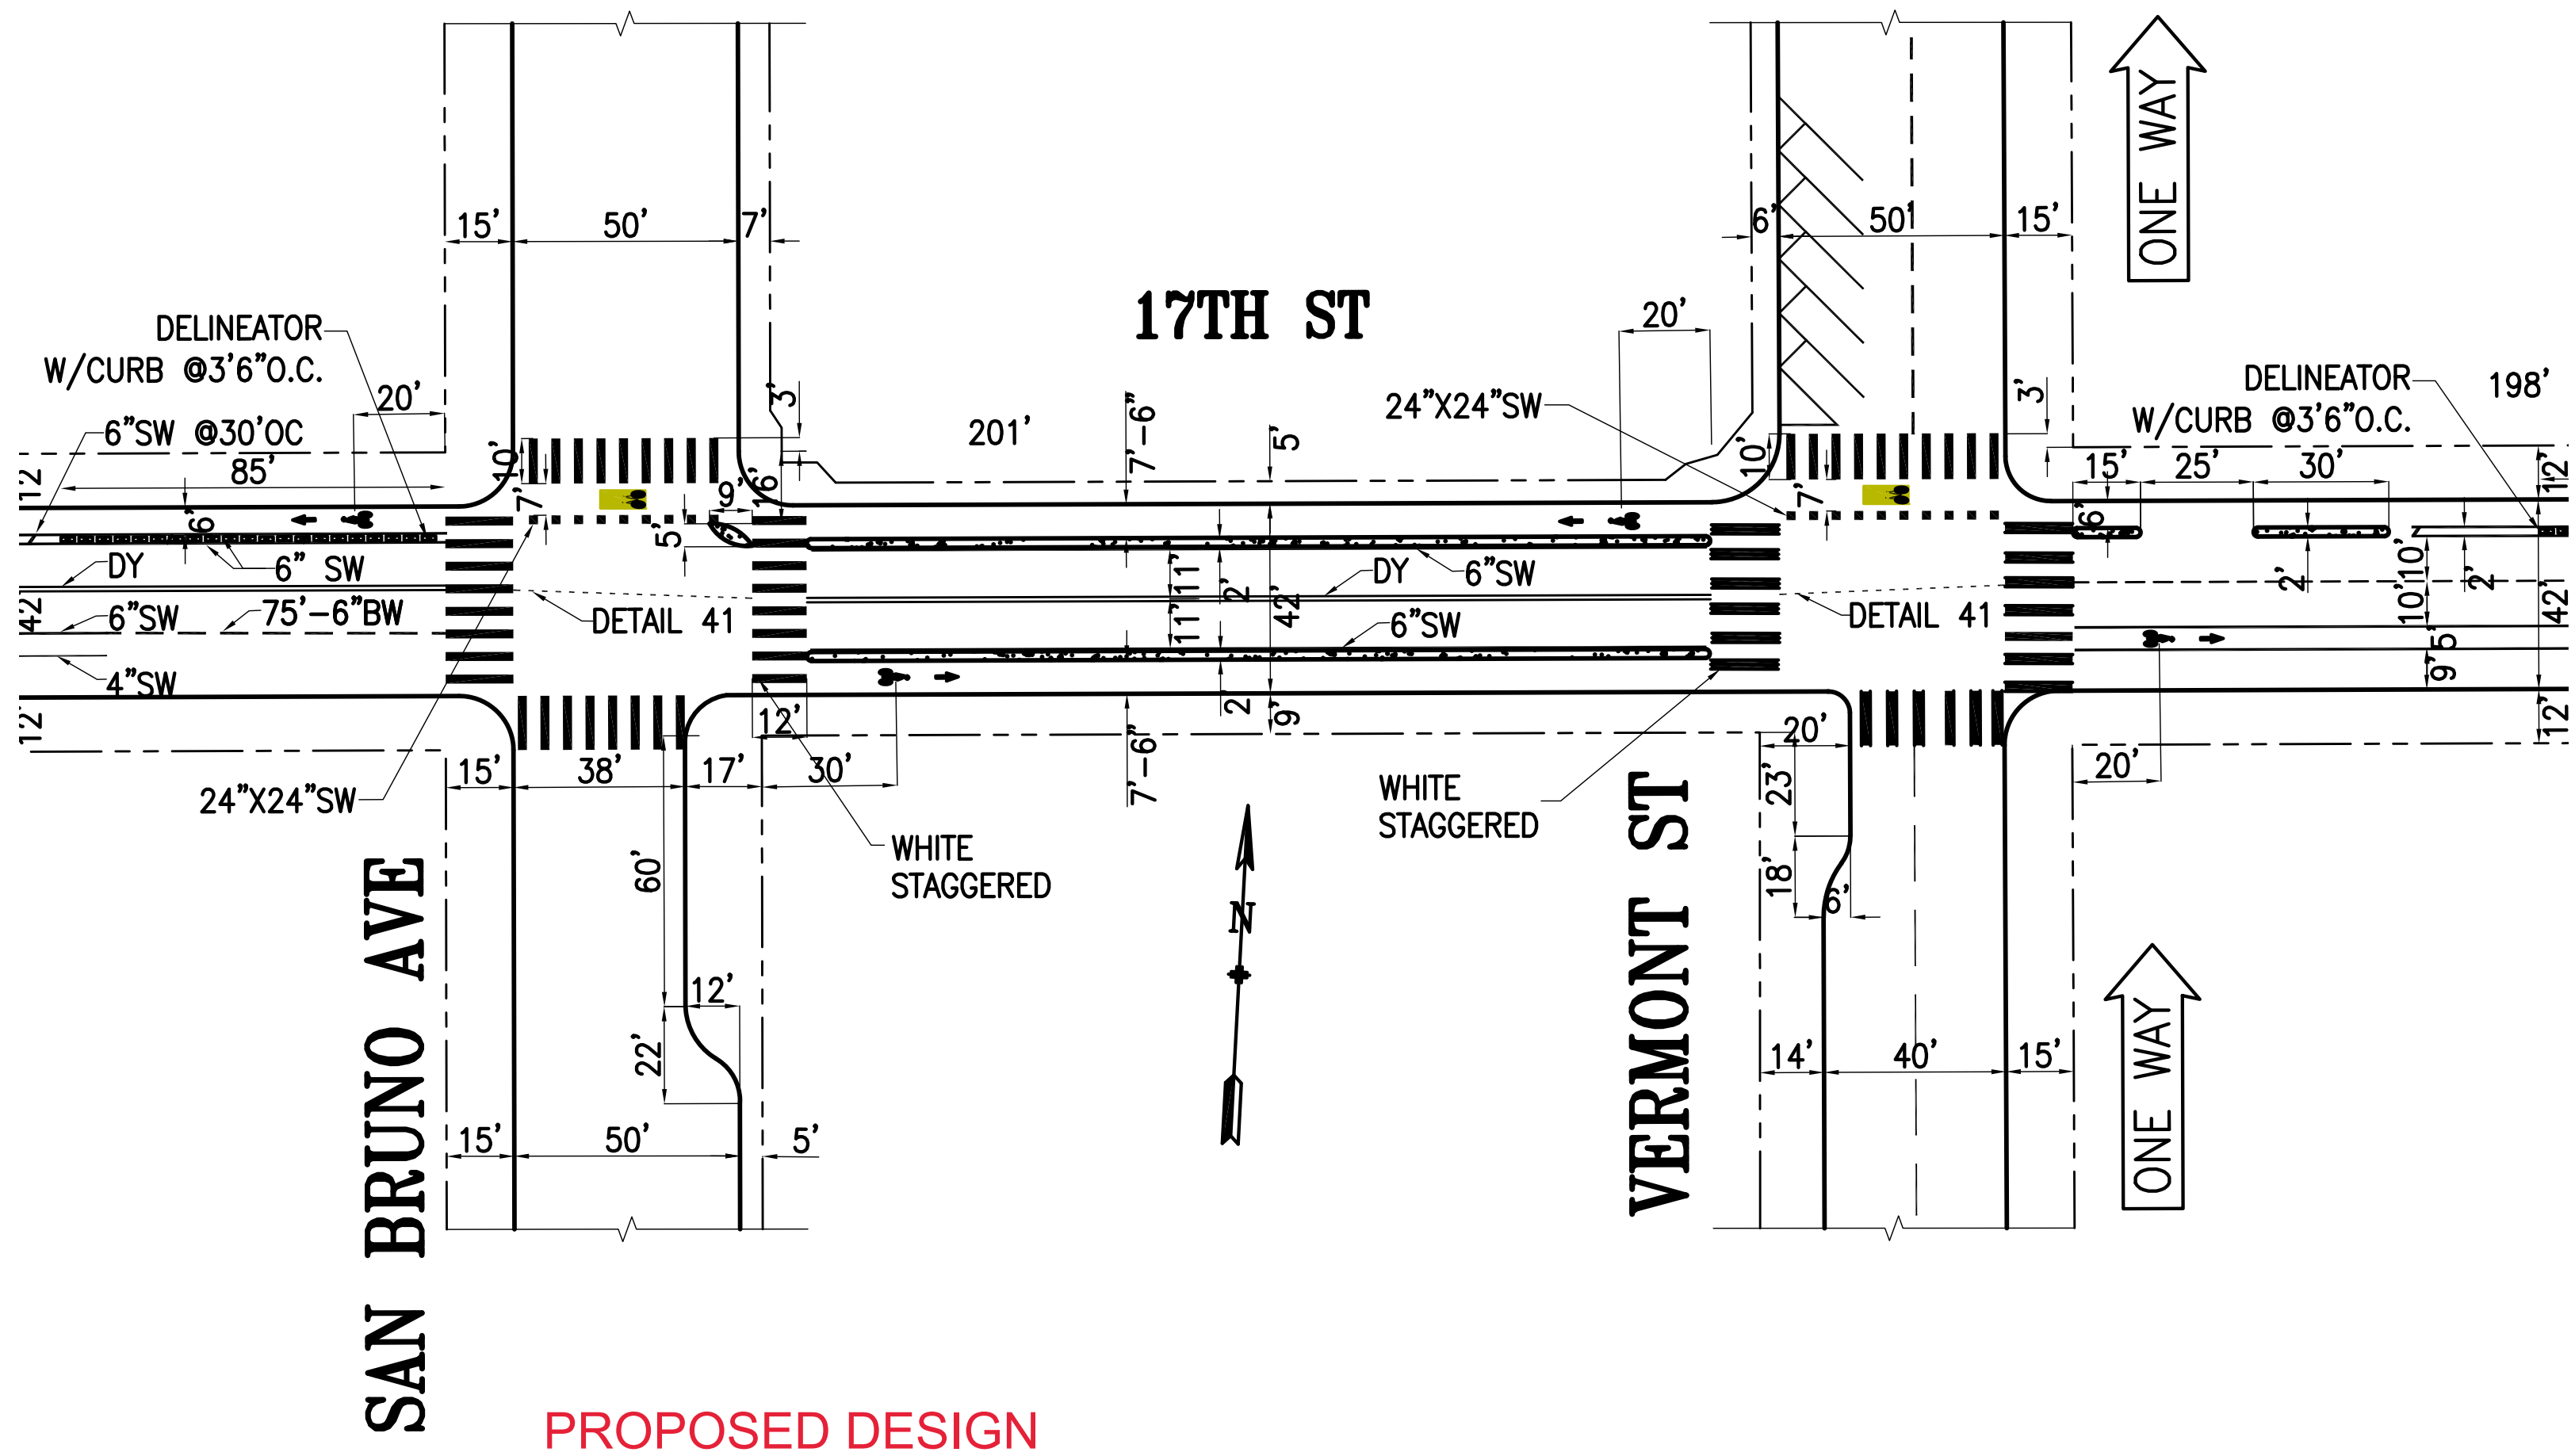 ONE WAY
15'
50'
7'
6'
50'
15'
17TH ST
20'
DELINEATOR
W/CURB @3'6"O.C.
20'
6"SW @30'OC
85'
12
10'
7'
3'
9'
16'
5'
201'
7'-6"
5'
24"X24"SW
10'
7'
3'
DELINEATOR
W/CURB @3'6"O.C.
198'
15'
25'
30'
12'
6'
6'
DY
6" SW
42
6"SW
75'-6"BW
4"SW
12'
DETAIL 41
11'
11'
2'
42'
DY
6"SW
6"SW
DETAIL 41
2'
10'
10'
2'
42'
5'
9'
12'
15'
38'
17'
12'
30'
2'
9'
7'-6"
20'
23'
20'
24"X24"SW
WHITE
STAGGERED
WHITE
STAGGERED
60'
18'
6'
N
12'
22'
15'
50'
5'
14'
40'
15'
ONE WAY
SAN BRUNO AVE
VERMONT ST
PROPOSED DESIGN